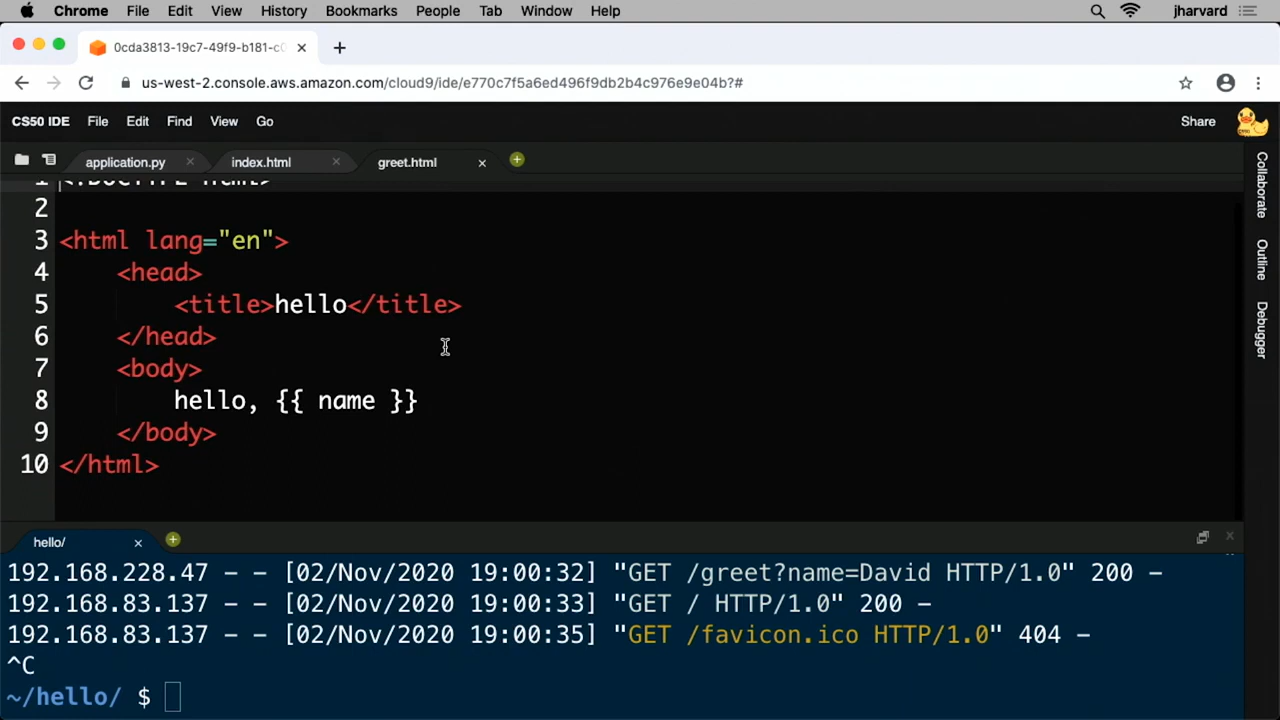 Chrome File Edit View History Bookmarks People Tab Window Help jharvard
0cda3813-19c7-49f9-b181-c0
us-west-2.console.aws.amazon.com/cloud9/ide/e770c7f5a6ed496f9db2b4c976e9e04b?#
CS50 IDE File Edit Find View Go Share
application.py index.html greet.html
1 <!DOCTYPE html>
2
3 <html lang="en">
4 <head>
5 <title>hello</title>
6 </head>
7 <body>
8 hello, {{ name }}
9 </body>
10 </html>
Collaborate
Outline
Debugger
hello/
192.168.228.47 - - [02/Nov/2020 19:00:32] "GET /greet?name=David HTTP/1.0" 200 -
192.168.83.137 - - [02/Nov/2020 19:00:33] "GET / HTTP/1.0" 200 -
192.168.83.137 - - [02/Nov/2020 19:00:35] "GET /favicon.ico HTTP/1.0" 404 -
^C
~/hello/ $